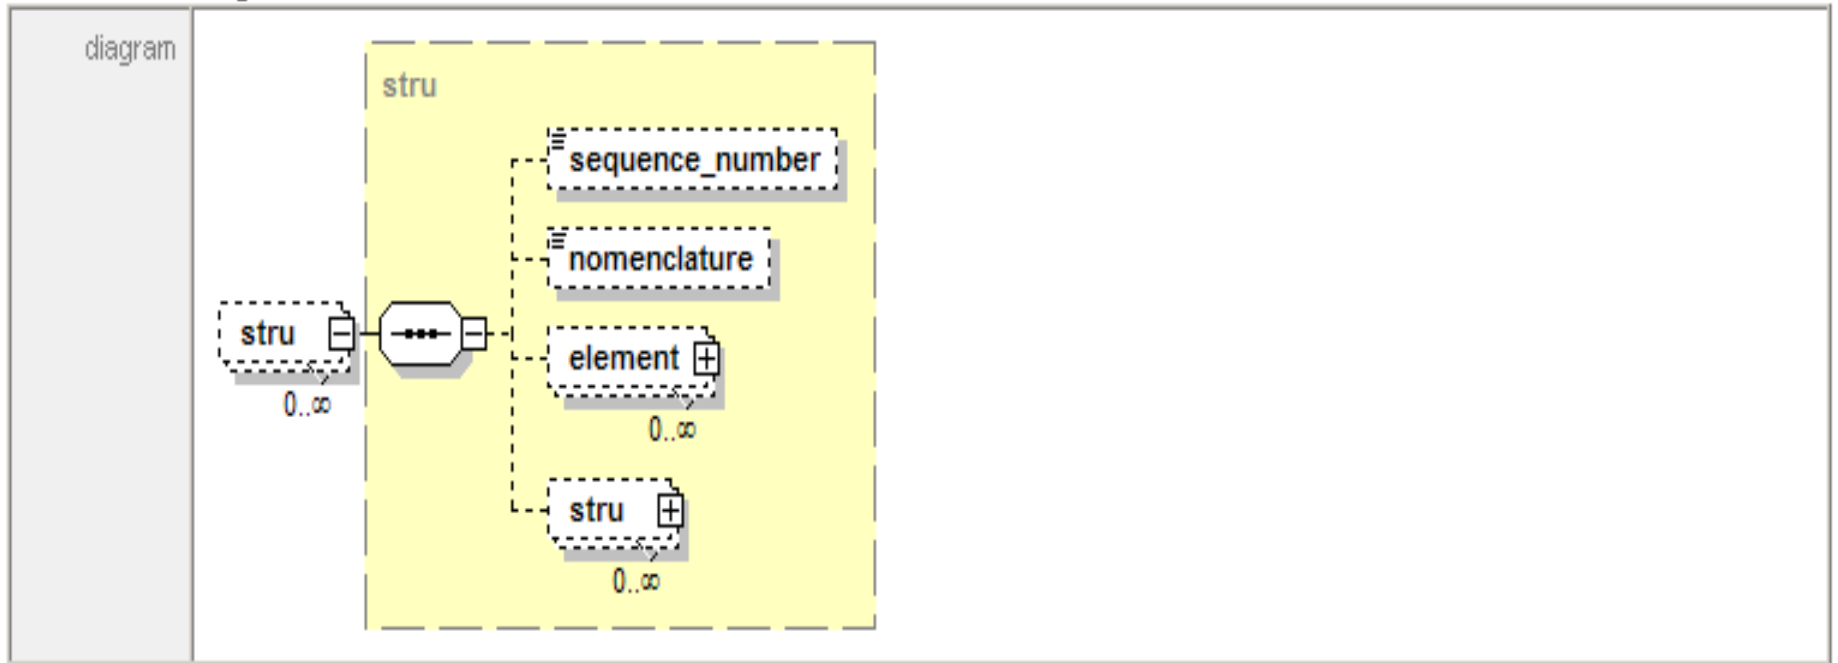 diagram
stru
sequence_number
nomenclature
stru
0..∞
element
0..∞
stru
0..∞